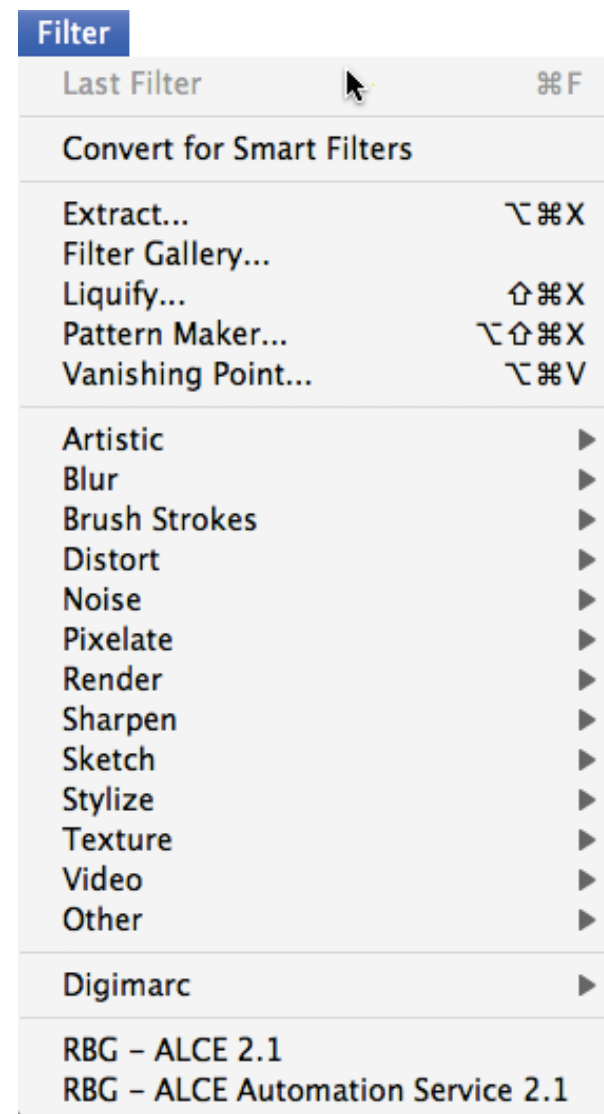 Filter
Last Filter ⌘F
Convert for Smart Filters
Extract... ⌥⌘X
Filter Gallery...
Liquify... ⇧⌘X
Pattern Maker... ⌥⇧⌘X
Vanishing Point... ⌥⌘V
Artistic
Blur
Brush Strokes
Distort
Noise
Pixelate
Render
Sharpen
Sketch
Stylize
Texture
Video
Other
Digimarc
RBG – ALCE 2.1
RBG – ALCE Automation Service 2.1